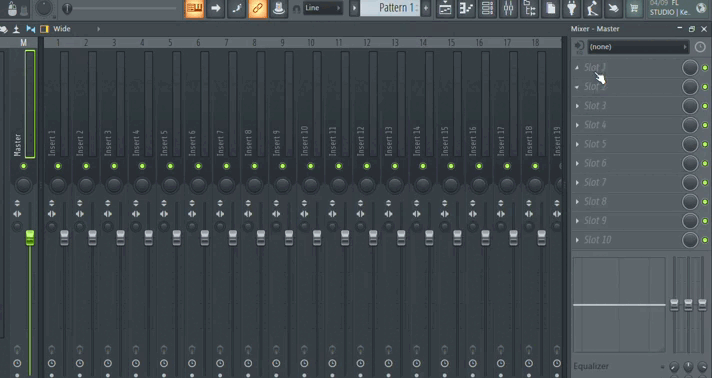 Line
Pattern 1
04/09 FL
STUDIO | Ke..
Wide
Mixer - Master
M 1 2 3 4 5 6 7 8 9 10 11 12 13 14 15 16 17 18
(none)
Slot 1
Slot 2
Slot 3
Slot 4
Slot 5
Slot 6
Slot 7
Slot 8
Slot 9
Slot 10
Master
Insert 1
Insert 2
Insert 3
Insert 4
Insert 5
Insert 6
Insert 7
Insert 8
Insert 9
Insert 10
Insert 11
Insert 12
Insert 13
Insert 14
Insert 15
Insert 16
Insert 17
Insert 18
Equalizer